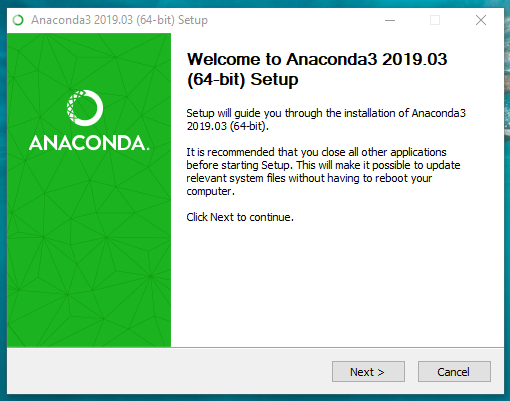 Anaconda3 2019.03 (64-bit) Setup
ANACONDA.
Welcome to Anaconda3 2019.03
(64-bit) Setup
Setup will guide you through the installation of Anaconda3
2019.03 (64-bit).
It is recommended that you close all other applications
before starting Setup. This will make it possible to update
relevant system files without having to reboot your
computer.
Click Next to continue.
Next >
Cancel